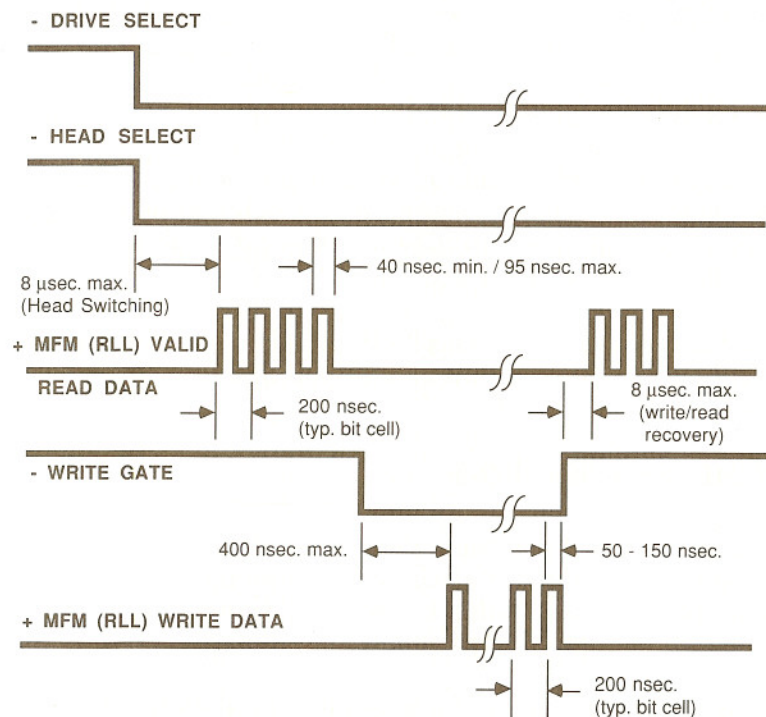 - DRIVE SELECT
- HEAD SELECT
8 μsec. max.
(Head Switching)
40 nsec. min. / 95 nsec. max.
+ MFM (RLL) VALID
READ DATA
200 nsec.
(typ. bit cell)
8 μsec. max.
(write/read
recovery)
- WRITE GATE
400 nsec. max.
50 - 150 nsec.
+ MFM (RLL) WRITE DATA
200 nsec.
(typ. bit cell)